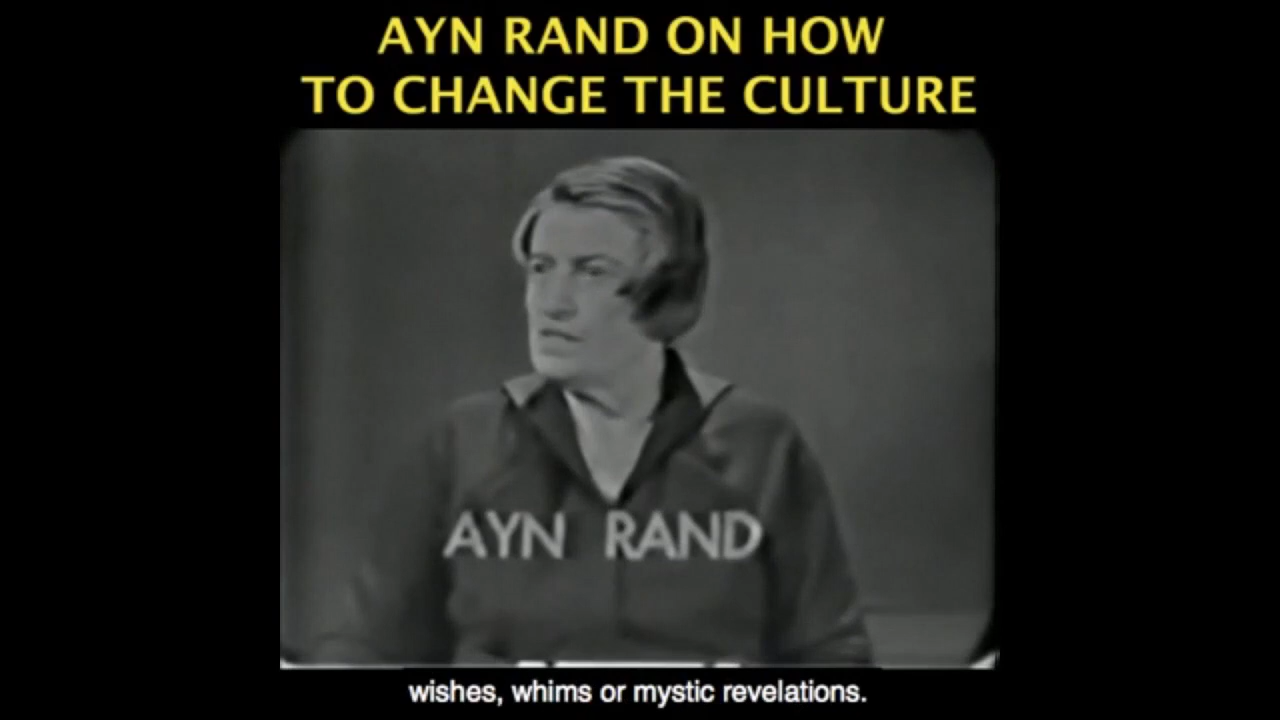 AYN RAND ON HOW
TO CHANGE THE CULTURE
AYN RAND
wishes, whims or mystic revelations.